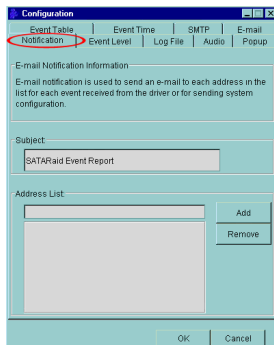 Configuration
Event Table Event Time SMTP E-mail
Notification Event Level Log File Audio Popup
E-mail Notification Information
E-mail notification is used to send an e-mail to each address in the
list for each event received from the driver or for sending system
configuration.
Subject:
SATARaid Event Report
Address List:
Add
Remove
OK Cancel